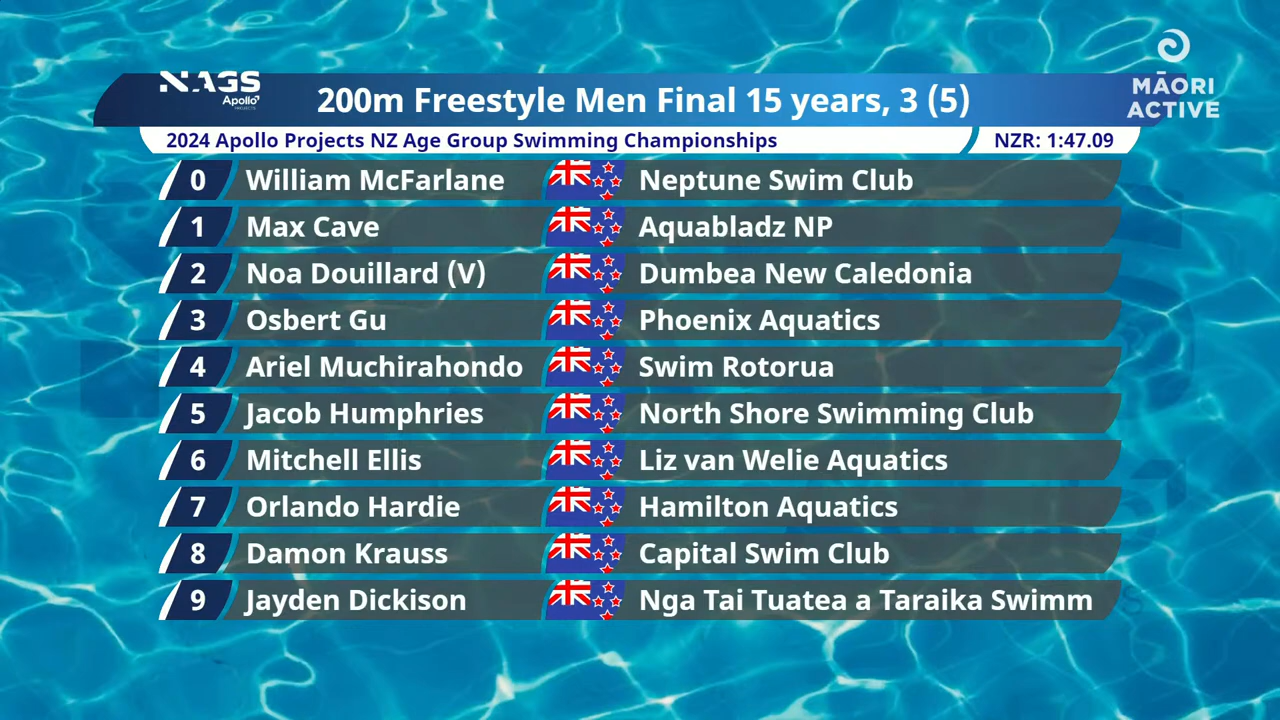 NAGS
Apollo
PROJECTS
200m Freestyle Men Final 15 years, 3 (5)
MĀORI
ACTIVE
2024 Apollo Projects NZ Age Group Swimming Championships NZR: 1:47.09
0 William McFarlane Neptune Swim Club
1 Max Cave Aquabladz NP
2 Noa Douillard (V) Dumbea New Caledonia
3 Osbert Gu Phoenix Aquatics
4 Ariel Muchirahondo Swim Rotorua
5 Jacob Humphries North Shore Swimming Club
6 Mitchell Ellis Liz van Welie Aquatics
7 Orlando Hardie Hamilton Aquatics
8 Damon Krauss Capital Swim Club
9 Jayden Dickison Nga Tai Tuatea a Taraika Swimm